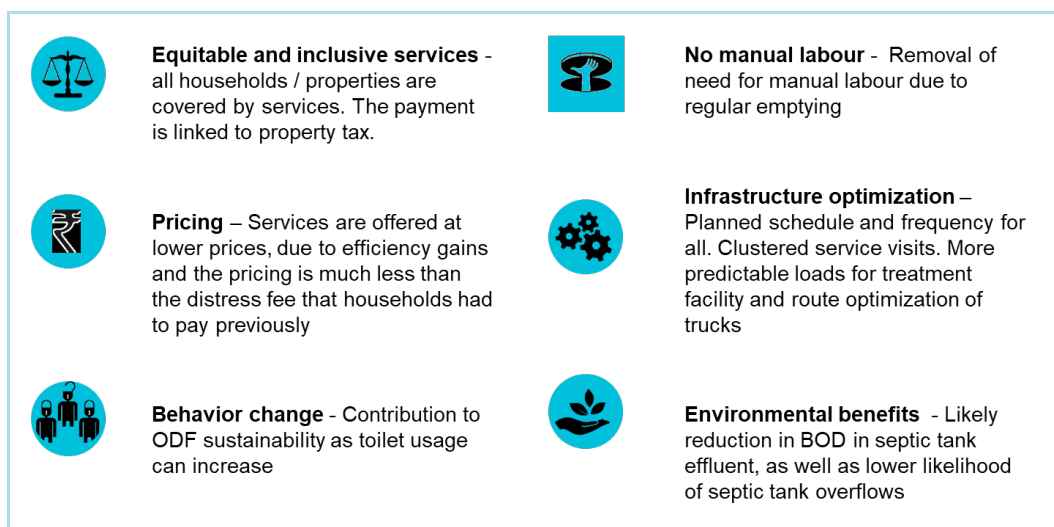 Equitable and inclusive services -
all households / properties are
covered by services. The payment
is linked to property tax.
No manual labour - Removal of
need for manual labour due to
regular emptying
Pricing – Services are offered at
lower prices, due to efficiency gains
and the pricing is much less than
the distress fee that households had
to pay previously
Infrastructure optimization –
Planned schedule and frequency for
all. Clustered service visits. More
predictable loads for treatment
facility and route optimization of
trucks
Behavior change - Contribution to
ODF sustainability as toilet usage
can increase
Environmental benefits - Likely
reduction in BOD in septic tank
effluent, as well as lower likelihood
of septic tank overflows